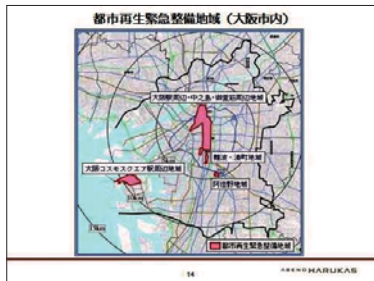 都市再生緊急整備地域（大阪市内）
大阪駅周辺・中之島・御堂筋周辺地域
難波・湊町地域
大阪コスモスクエア駅周辺地域
阿倍野地域
10km
15km
都市再生緊急整備地域
14
ABENO HARUKAS